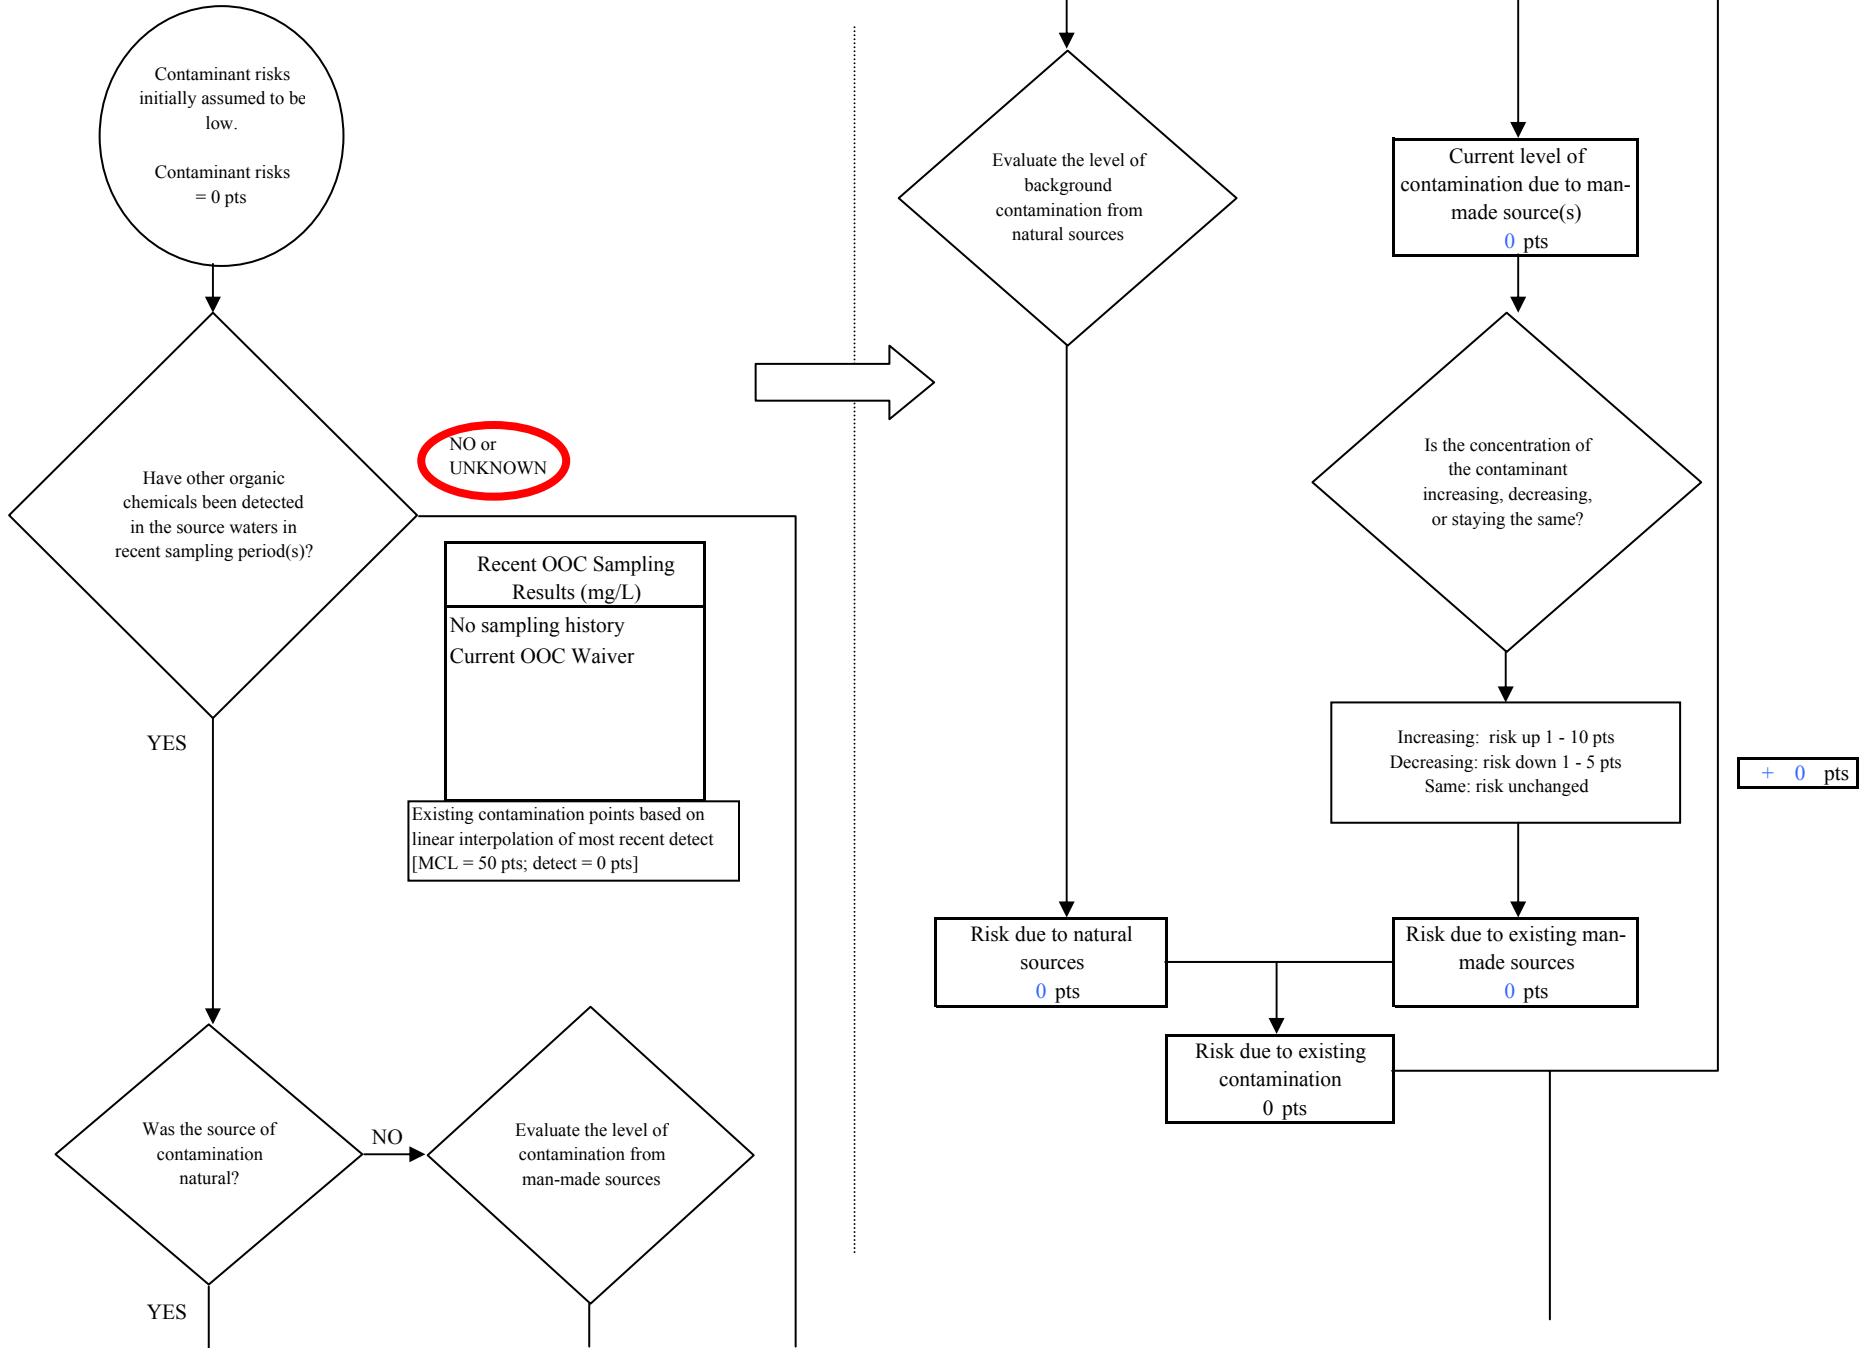 Contaminant risks
initially assumed to be
low.
Contaminant risks
= 0 pts
Have other organic
chemicals been detected
in the source waters in
recent sampling period(s)?
NO or
UNKNOWN
Recent OOC Sampling
Results (mg/L)
No sampling history
Current OOC Waiver
Existing contamination points based on
linear interpolation of most recent detect
[MCL = 50 pts; detect = 0 pts]
YES
Was the source of
contamination
natural?
NO
Evaluate the level of
contamination from
man-made sources
YES
Evaluate the level of
background
contamination from
natural sources
Current level of
contamination due to man-
made source(s)
0 pts
Is the concentration of
the contaminant
increasing, decreasing,
or staying the same?
Increasing: risk up 1 - 10 pts
Decreasing: risk down 1 - 5 pts
Same: risk unchanged
+ 0 pts
Risk due to natural
sources
0 pts
Risk due to existing man-
made sources
0 pts
Risk due to existing
contamination
0 pts